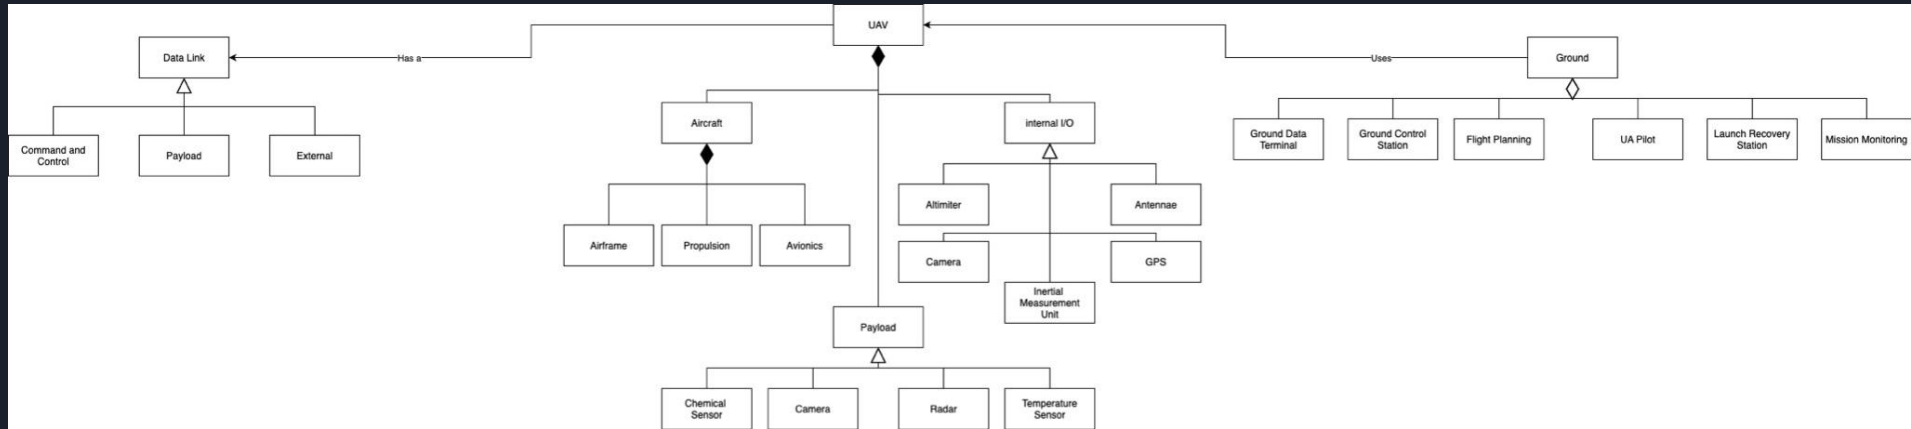 UAV
Data Link
Has a
Uses
Ground
Aircraft
internal I/O
Ground Data
Terminal
Ground Control
Station
Flight Planning
UA Pilot
Launch Recovery
Station
Mission Monitoring
Command and
Control
Payload
External
Altimiter
Antennae
Airframe
Propulsion
Avionics
Camera
GPS
Inertial
Measurement
Unit
Payload
Chemical
Sensor
Camera
Radar
Temperature
Sensor